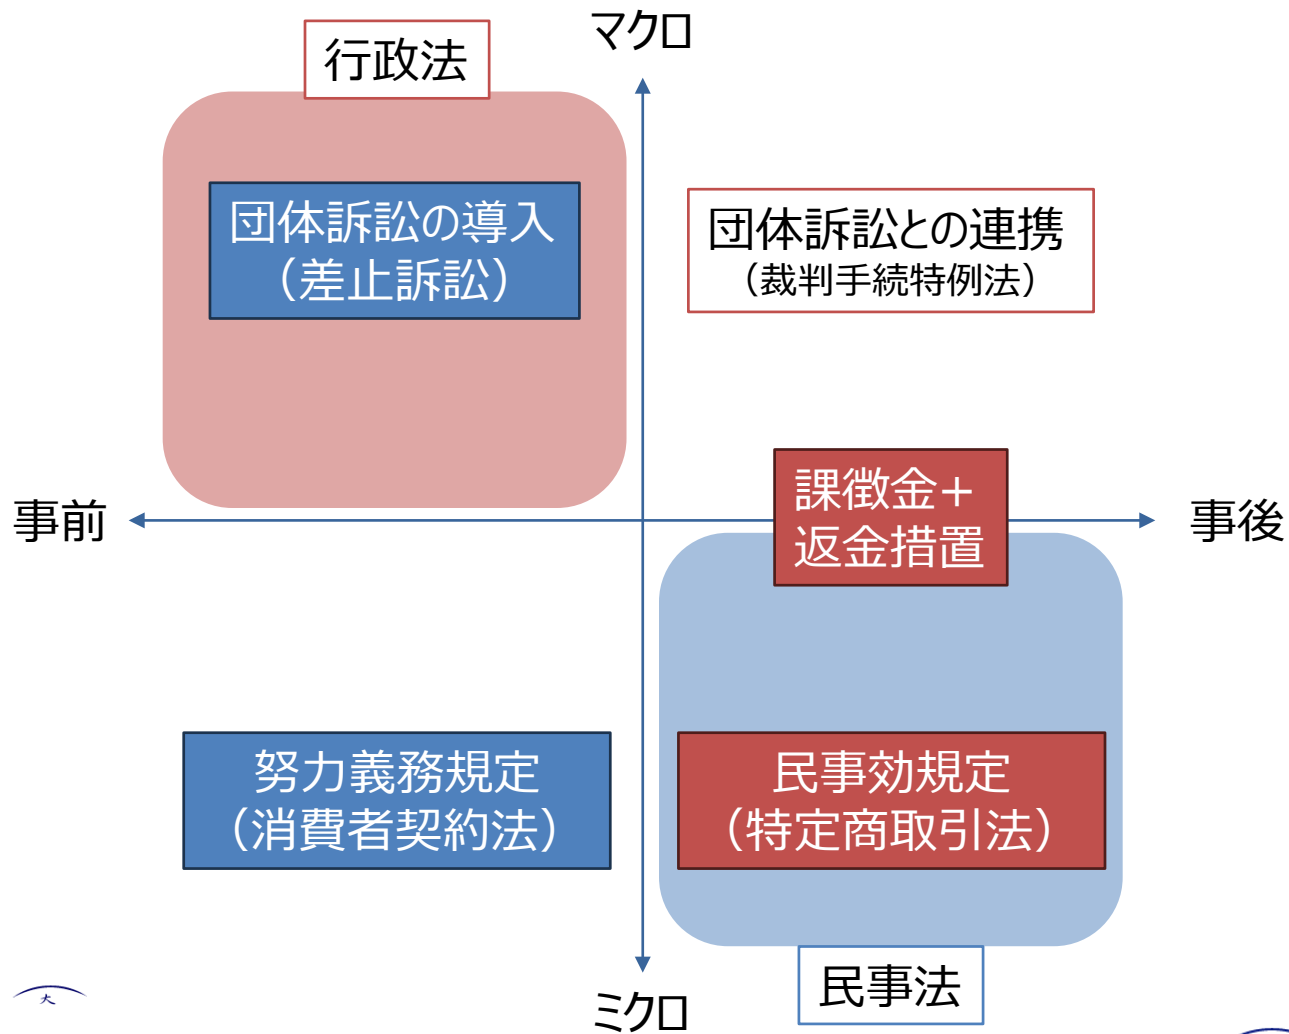 マクロ
行政法
団体訴訟の導入
（差止訴訟）
団体訴訟との連携
（裁判手続特例法）
事前
課徴金＋
返金措置
事後
努力義務規定
（消費者契約法）
民事効規定
（特定商取引法）
民事法
ミクロ
大